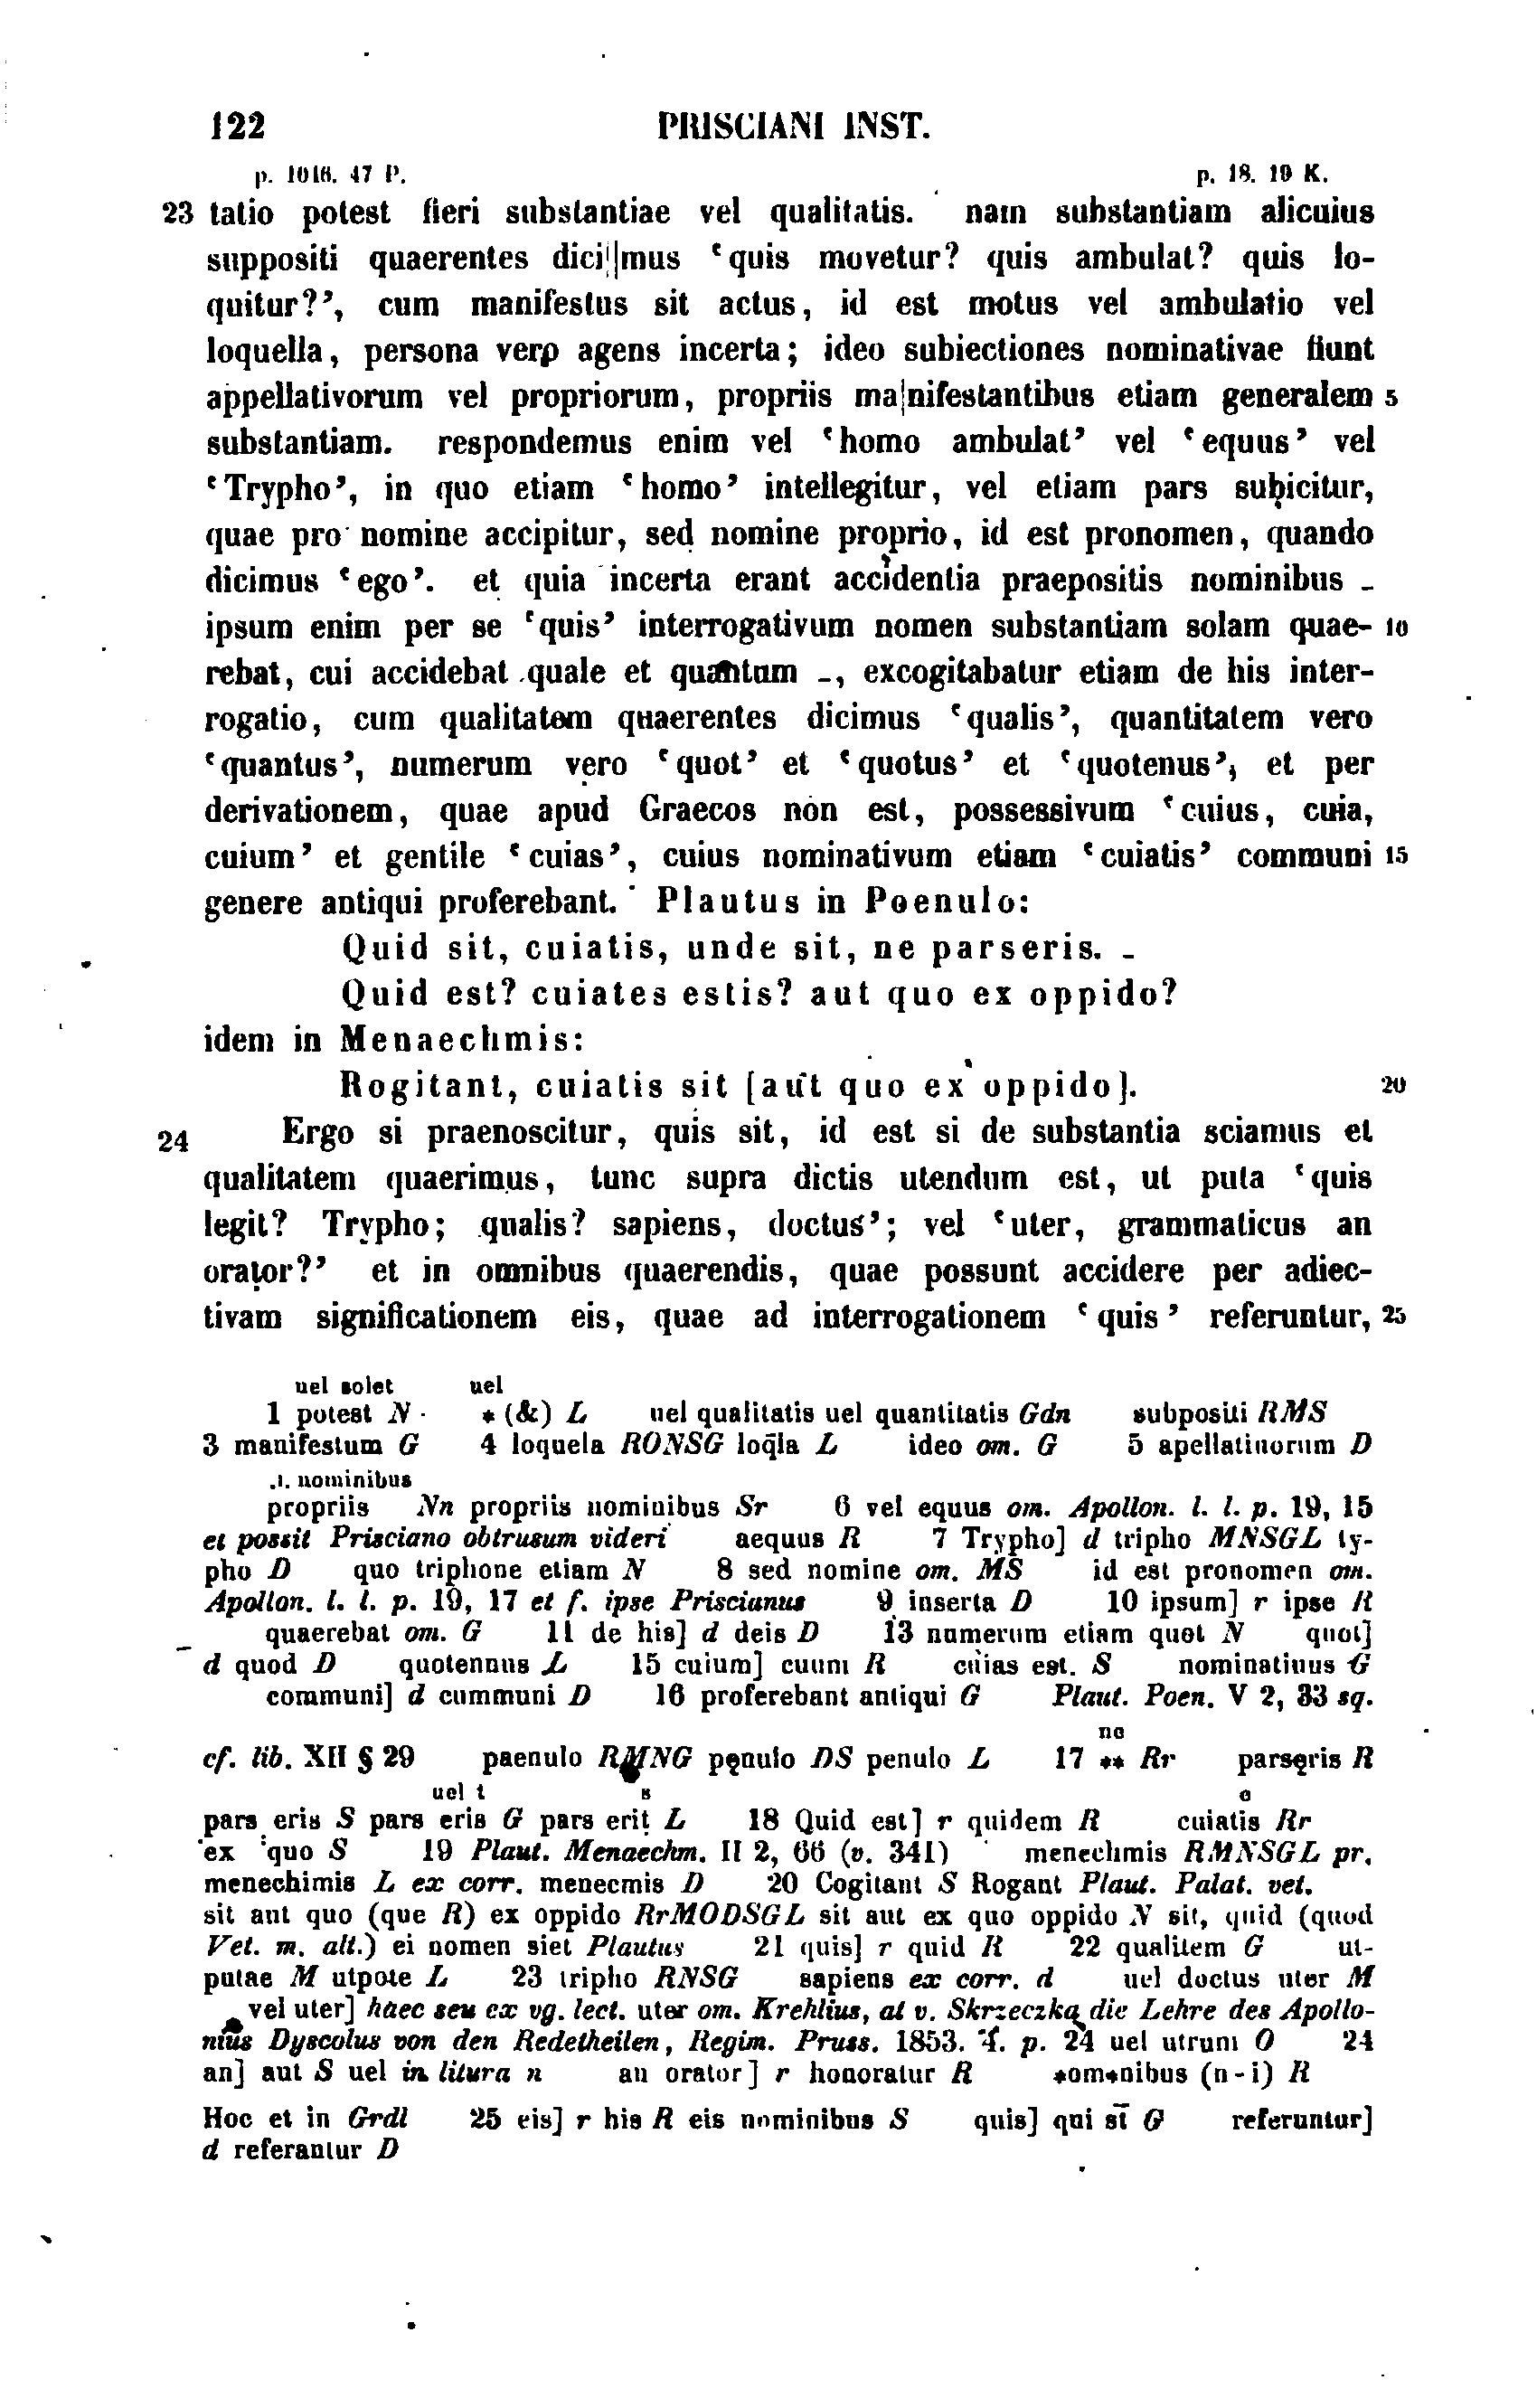 122 PRISCIANI INST.
p. 1016. 47 P. p. 18. 19 K.
23 tatio potest fieri substantiae vel qualitatis. nam substantiam alicuius
suppositi quaerentes dici||mus ‘quis movetur? quis ambulat? quis lo-
quitur?’, cum manifestus sit actus, id est motus vel ambulatio vel
loquella, persona vero agens incerta; ideo subiectiones nominativae fiunt
appellativorum vel propriorum, propriis ma|nifestantibus etiam generalem 5
substantiam. respondemus enim vel ‘homo ambulat’ vel ‘equus’ vel
‘Trypho’, in quo etiam ‘homo’ intellegitur, vel etiam pars subicitur,
quae pro nomine accipitur, sed nomine proprio, id est pronomen, quando
dicimus ‘ego’. et quia incerta erant accidentia praepositis nominibus –
ipsum enim per se ‘quis’ interrogativum nomen substantiam solam quae- 10
rebat, cui accidebat quale et quantum –, excogitabatur etiam de his inter-
rogatio, cum qualitatem quaerentes dicimus ‘qualis’, quantitatem vero
‘quantus’, numerum vero ‘quot’ et ‘quotus’ et ‘quotenus’, et per
derivationem, quae apud Graecos non est, possessivum ‘cuius, cuia,
cuium’ et gentile ‘cuias’, cuius nominativum etiam ‘cuiatis’ communi 15
genere antiqui proferebant. Plautus in Poenulo:
Quid sit, cuiatis, unde sit, ne parseris. –
Quid est? cuiates estis? aut quo ex oppido?
idem in Menaechmis:
Rogitant, cuiatis sit [aut quo ex oppido]. 20
24 Ergo si praenoscitur, quis sit, id est si de substantia sciamus et
qualitatem quaerimus, tunc supra dictis utendum est, ut puta ‘quis
legit? Trypho; qualis? sapiens, doctus’; vel ‘uter, grammaticus an
orator?’ et in omnibus quaerendis, quae possunt accidere per adiec-
tivam significationem eis, quae ad interrogationem ‘quis’ referuntur, 25
uel solet uel
1 potest N * (&) L uel qualitatis uel quantitatis Gdn subpositi RMS
3 manifestum G 4 loquela RONSG loq̄la L ideo om. G 5 apellatiuorum D
.i. nominibus
propriis Nn propriis nominibus Sr 6 vel equus om. Apollon. l. l. p. 19, 15
et possit Prisciano obtrusum videri aequus R 7 Trypho] d tripho MNSGL ty-
pho D quo triphone etiam N 8 sed nomine om. MS id est pronomen om.
Apollon. l. l. p. 19, 17 et f. ipse Priscianus 9 inserta D 10 ipsum] r ipse R
quaerebat om. G 11 de his] d deis D 13 numerum etiam quot N quot]
d quod D quotennus L 15 cuium] cuum R cuias est. S nominatiuus G
communi] d cummuni D 16 proferebant antiqui G Plaut. Poen. V 2, 33 sq.
ne
cf. lib. XII § 29 paenulo RMNG pęnulo DS penulo L 17 ** Rr parsęris R
uel t s e
pars eris S pars eris G pars erit L 18 Quid est] r quidem R cuiatis Rr
ex quo S 19 Plaut. Menaechm. II 2, 66 (v. 341) menechmis RMNSGL pr.
menechimis L ex corr. menecmis D 20 Cogitant S Rogant Plaut. Palat. vet.
sit aut quo (que R) ex oppido RrMODSGL sit aut ex quo oppido N sit, quid (quod
Vet. m. alt.) ei nomen siet Plautus 21 quis] r quid R 22 qualitem G ut-
putae M utpote L 23 tripho RNSG sapiens ex corr. d uel doctus uter M
vel uter] haec seu ex vg. lect. uter om. Krehlius, at v. Skrzeczka die Lehre des Apollo-
nius Dyscolus von den Redetheilen, Regim. Pruss. 1853. 4. p. 24 uel utrum O 24
an] aut S uel in litura n an orator] r honoratur R *om*nibus (n-i) R
Hoc et in Grdl 25 eis] r his R eis nominibus S quis] qui sī G referuntur]
d referantur D